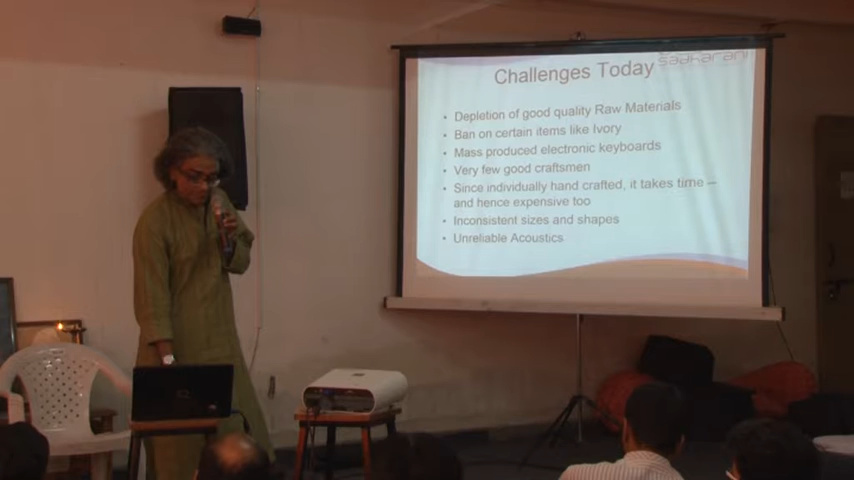 Challenges Today
saakarani
• Depletion of good quality Raw Materials
• Ban on certain items like Ivory
• Mass produced electronic keyboards
• Very few good craftsmen
• Since individually hand crafted, it takes time –
and hence expensive too
• Inconsistent sizes and shapes
• Unreliable Acoustics